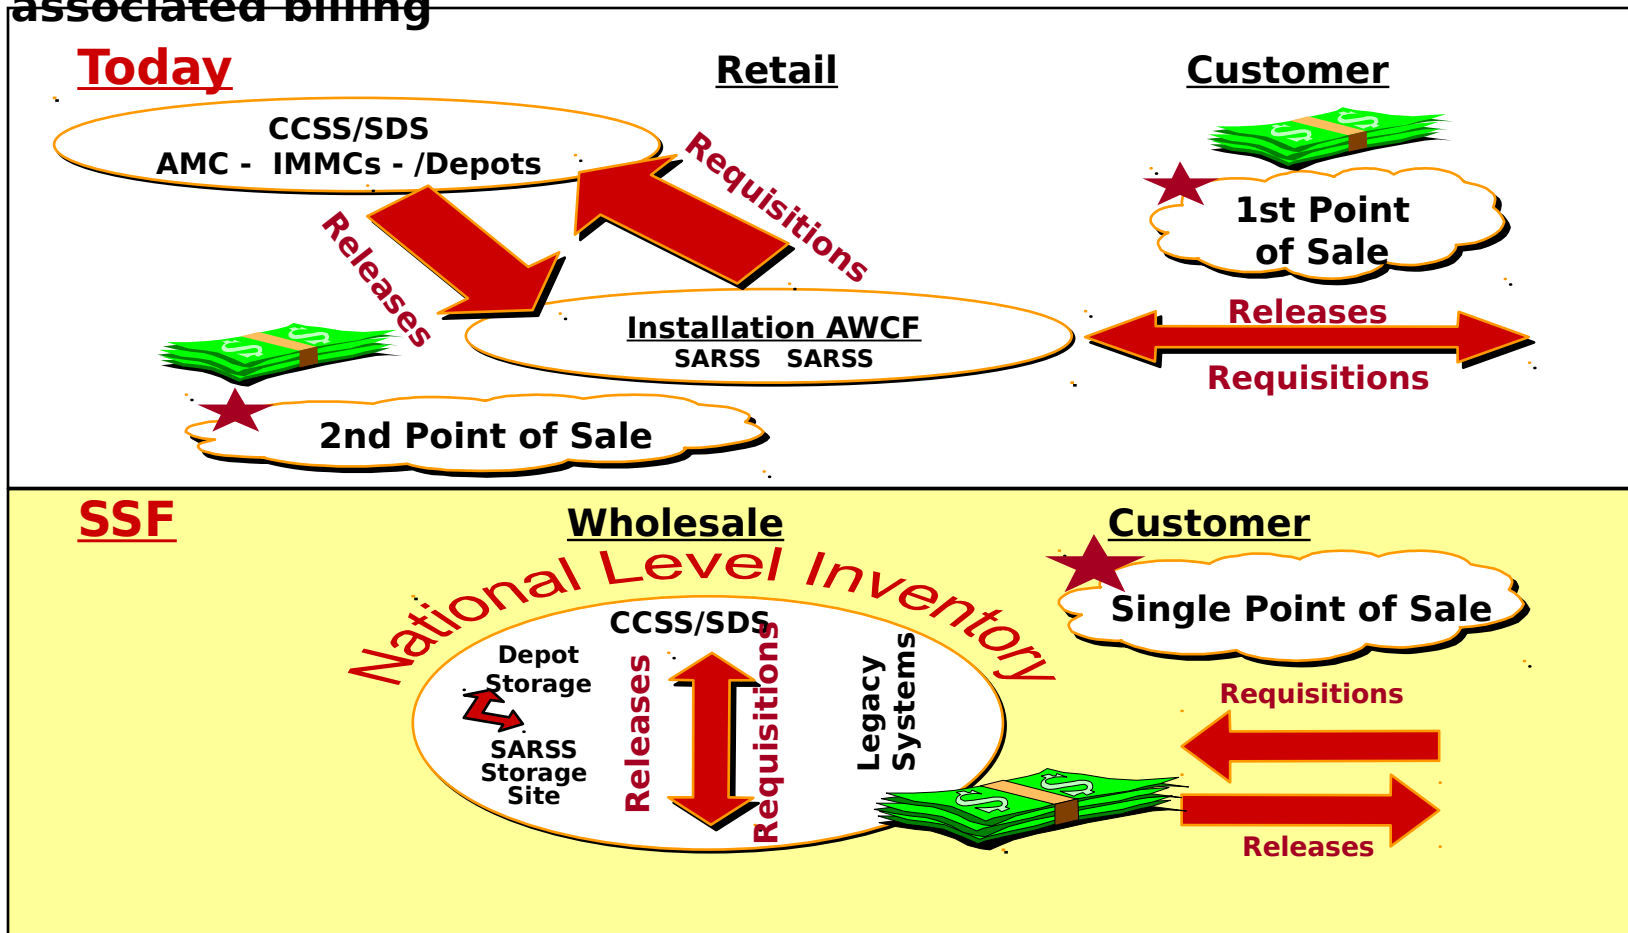 associated billing
Today
Retail
Customer
CCSS/SDS
AMC - IMMCs - /Depots
Requisitions
Releases
1st Point
of Sale
Installation AWCF
SARSS SARSS
Releases
Requisitions
2nd Point of Sale
SSF
Wholesale
Customer
National Level Inventory
CCSS/SDS
Depot
Storage
SARSS
Storage
Site
Releases
Requisitions
Legacy
Systems
Single Point of Sale
Requisitions
Releases